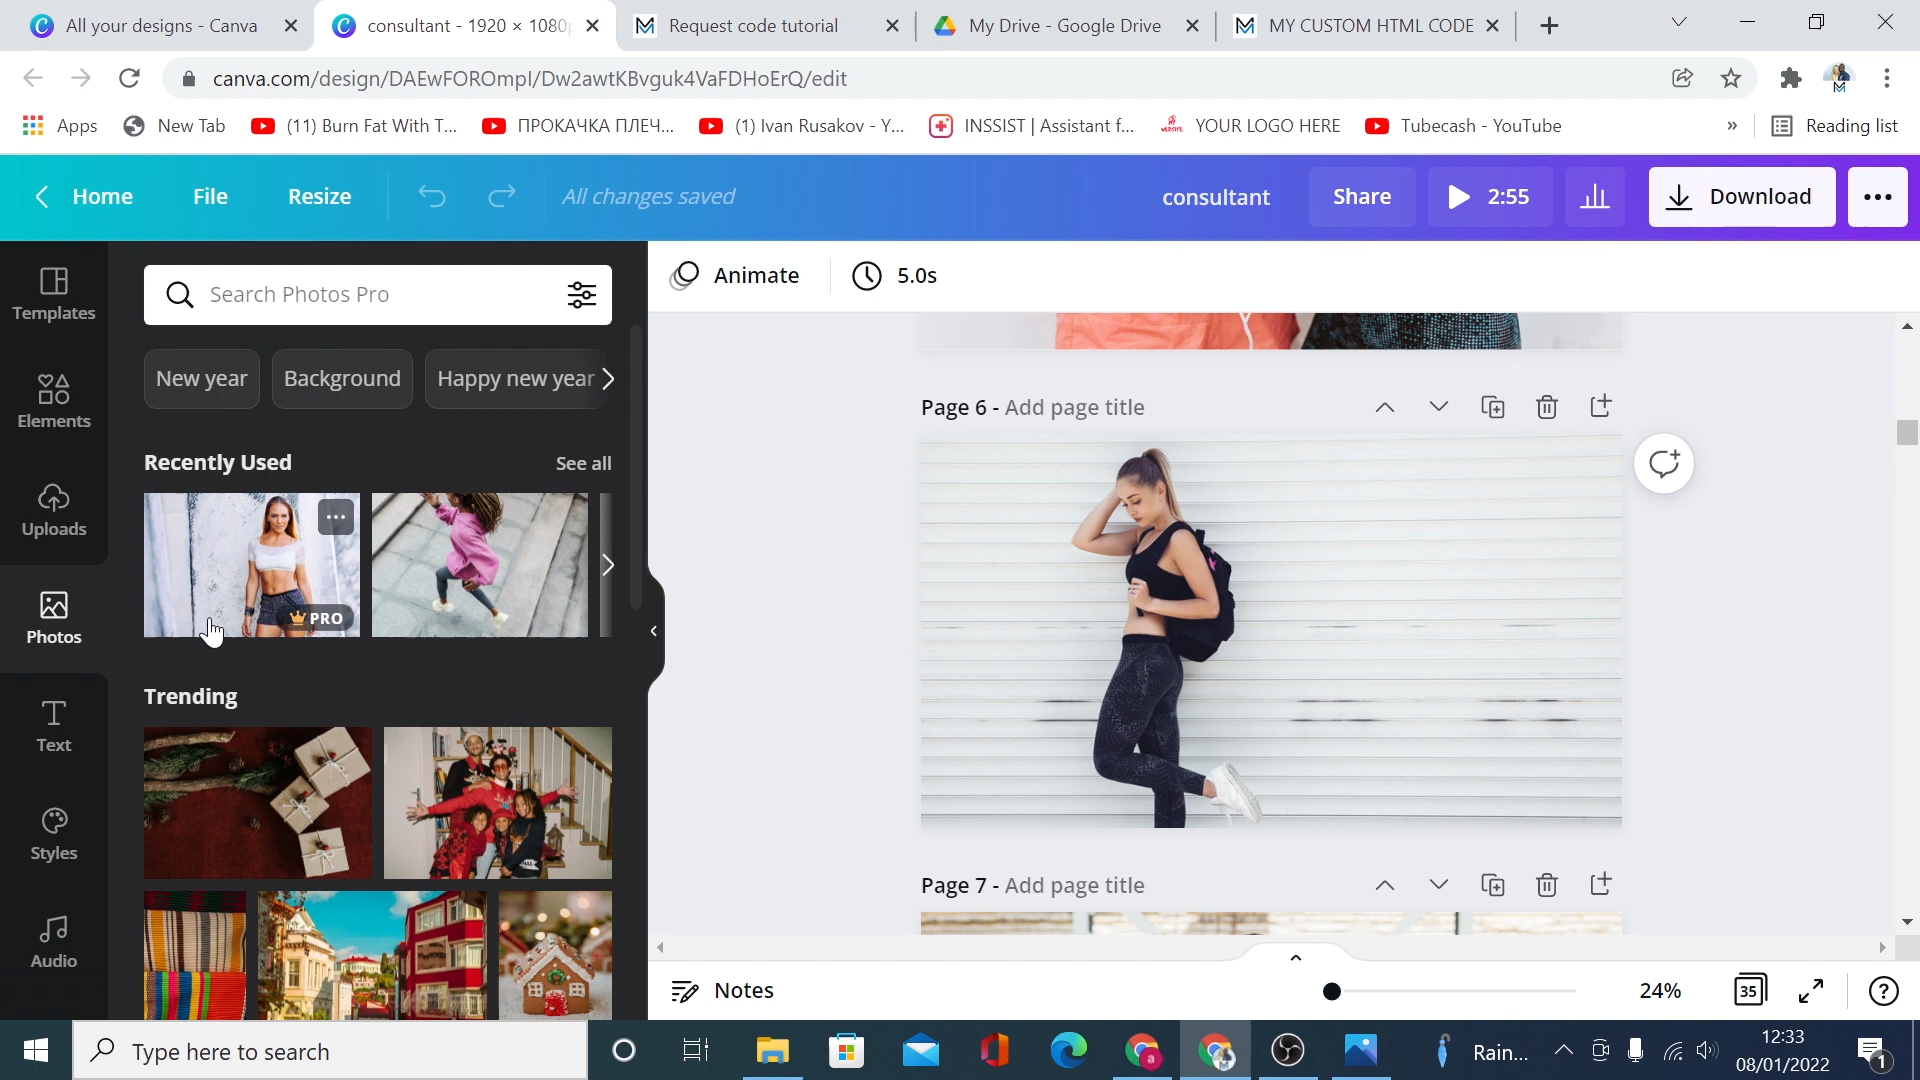 All your designs - Canva
consultant - 1920 × 1080p
Request code tutorial
My Drive - Google Drive
MY CUSTOM HTML CODE
canva.com/design/DAEwFOROmpI/Dw2awtKBvguk4VaFDHoErQ/edit
Apps
New Tab
(11) Burn Fat With T...
ПРОКАЧКА ПЛЕЧ...
(1) Ivan Rusakov - Y...
INSSIST | Assistant f...
YOUR LOGO HERE
Tubecash - YouTube
»
Reading list
Home
File
Resize
All changes saved
consultant
Share
2:55
Download
Templates
Elements
Uploads
Photos
Text
Styles
Audio
Search Photos Pro
New year
Background
Happy new year
Recently Used
See all
PRO
Trending
Animate
5.0s
Page 6 - Add page title
Page 7 - Add page title
Notes
24%
35
Type here to search
Rain...
12:33
08/01/2022
1